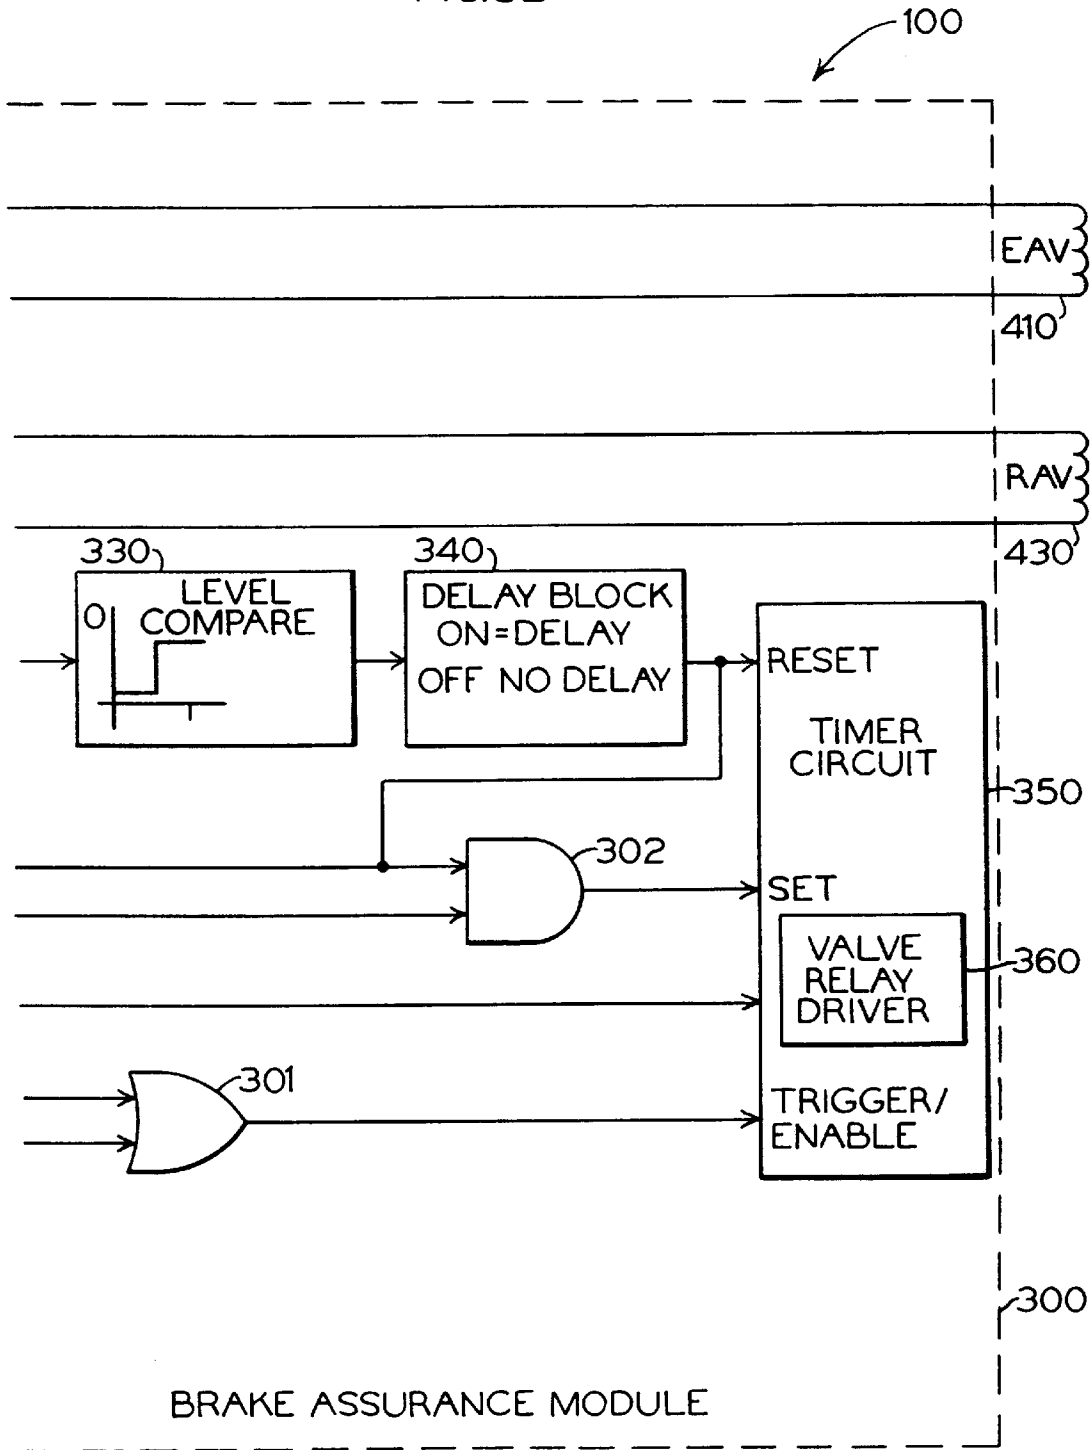 100
EAV
410
RAV
430
330
340
LEVEL
COMPARE
O
I
DELAY BLOCK
ON=DELAY
OFF NO DELAY
RESET
TIMER
CIRCUIT
350
302
SET
VALVE
RELAY
DRIVER
360
301
TRIGGER/
ENABLE
300
BRAKE ASSURANCE MODULE